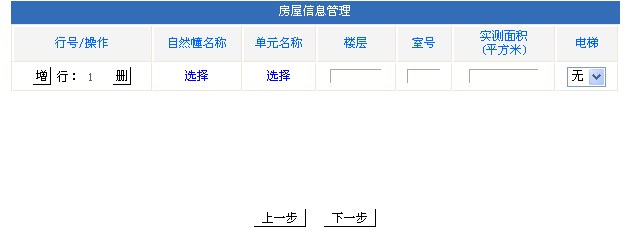 房屋信息管理
行号/操作 自然幢名称 单元名称 楼层 室号 实测面积 电梯
(平方米)
增 行： 1 删 选择 选择 无
上一步 下一步